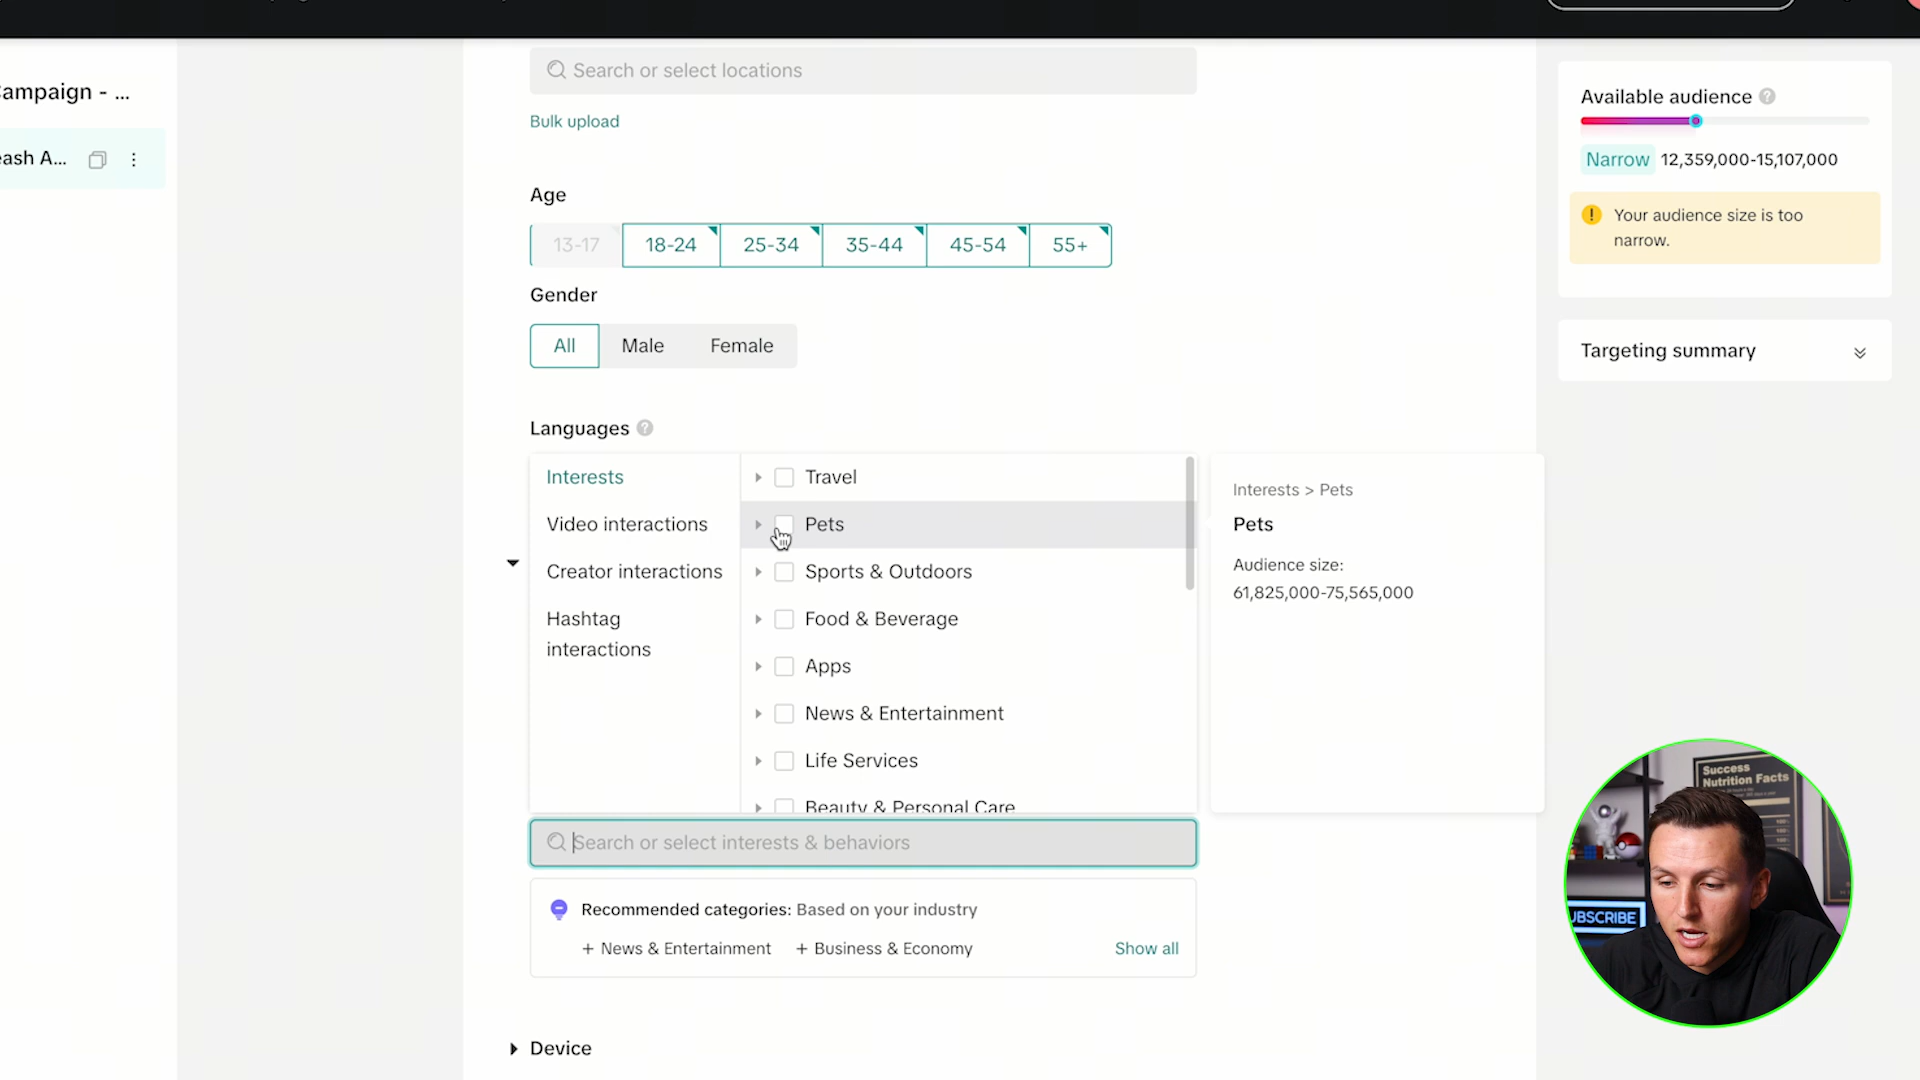 Campaign - ...
eash A...
Search or select locations
Bulk upload
Age
13-17
18-24
25-34
35-44
45-54
55+
Gender
All
Male
Female
Languages
Interests
Video interactions
Creator interactions
Hashtag
interactions
Travel
Pets
Sports & Outdoors
Food & Beverage
Apps
News & Entertainment
Life Services
Beauty & Personal Care
Interests > Pets
Pets
Audience size:
61,825,000-75,565,000
Search or select interests & behaviors
Recommended categories: Based on your industry
+ News & Entertainment + Business & Economy Show all
Device
Available audience
Narrow 12,359,000-15,107,000
Your audience size is too
narrow.
Targeting summary
Success
Nutrition Facts
UBSCRIBE